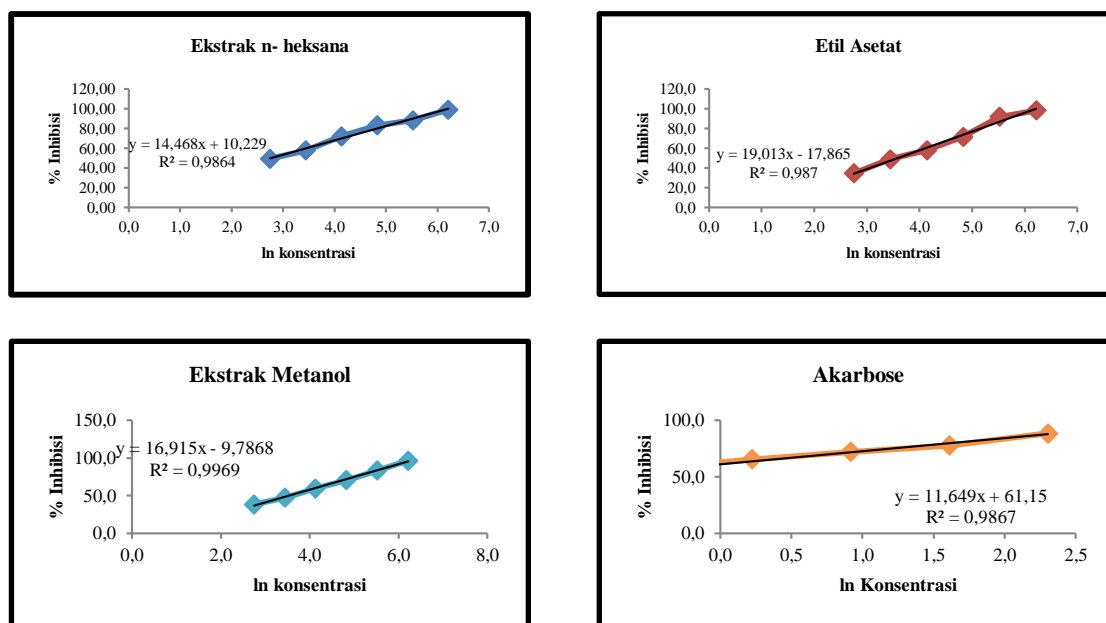 Ekstrak n- heksana
% Inhibisi
120,00
100,00
80,00
60,00
40,00
20,00
0,00
y = 14,468x + 10,229
R² = 0,9864
0,0 1,0 2,0 3,0 4,0 5,0 6,0 7,0
ln konsentrasi
Etil Asetat
% Inhibisi
120,0
100,0
80,0
60,0
40,0
20,0
0,0
y = 19,013x - 17,865
R² = 0,987
0,0 1,0 2,0 3,0 4,0 5,0 6,0 7,0
ln konsentrasi
Ekstrak Metanol
% Inhibisi
150,0
100,0
50,0
0,0
y = 16,915x - 9,7868
R² = 0,9969
0,0 2,0 4,0 6,0 8,0
ln konsentrasi
Akarbose
% Inhibisi
100,0
50,0
0,0
y = 11,649x + 61,15
R² = 0,9867
0,0 0,5 1,0 1,5 2,0 2,5
ln Konsentrasi